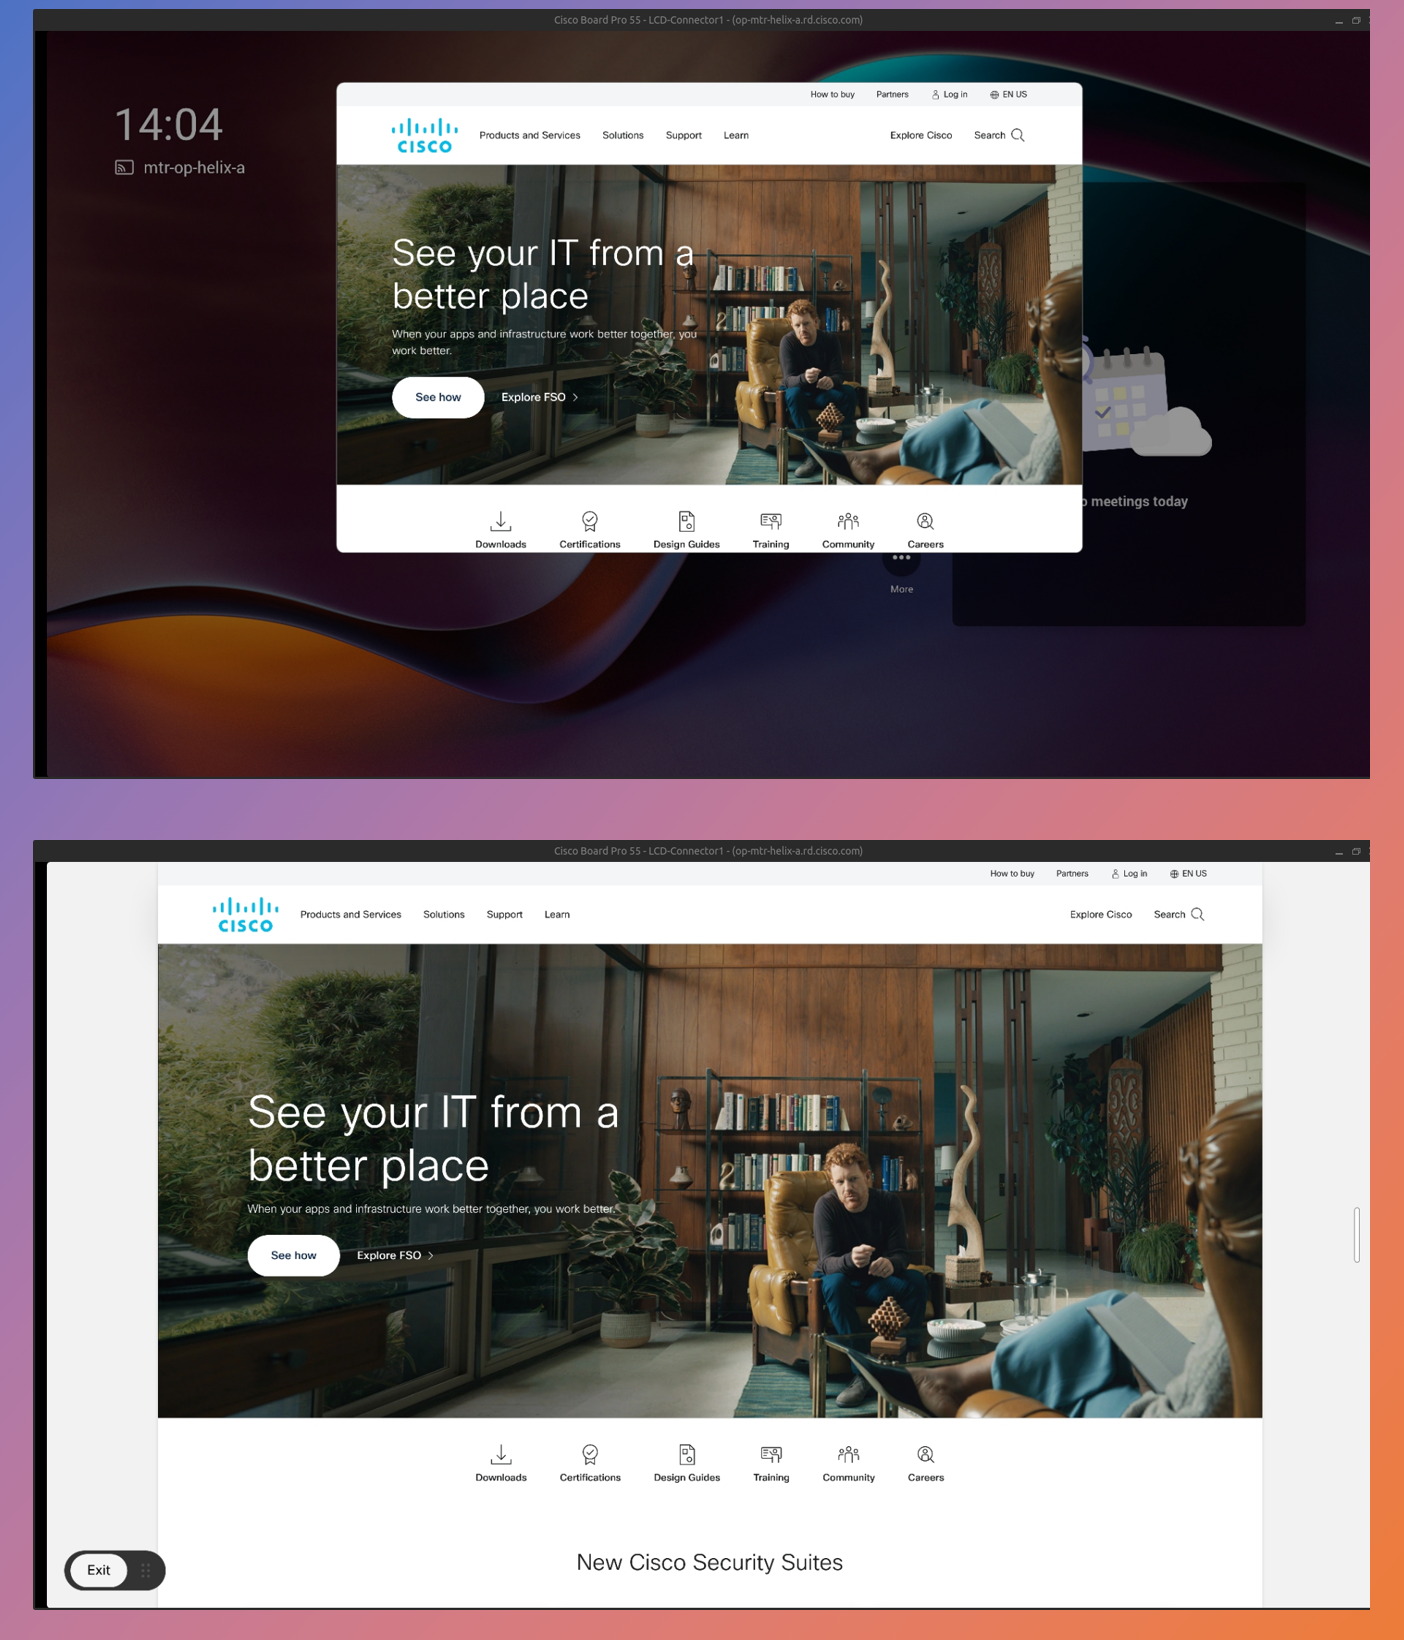 Cisco Board Pro 55 - LCD-Connector1 - (op-mtr-helix-a.rd.cisco.com)
How to buy Partners Log in EN US
14:04
mtr-op-helix-a
CISCO Products and Services Solutions Support Learn Explore Cisco Search
See your IT from a
better place
When your apps and infrastructure work better together, you
work better.
See how Explore FSO
meetings today
Downloads Certifications Design Guides Training Community Careers
More
Cisco Board Pro 55 - LCD-Connector1 - (op-mtr-helix-a.rd.cisco.com)
How to buy Partners Log in EN US
CISCO Products and Services Solutions Support Learn Explore Cisco Search
See your IT from a
better place
When your apps and infrastructure work better together, you work better.
See how Explore FSO
Downloads Certifications Design Guides Training Community Careers
New Cisco Security Suites
Exit